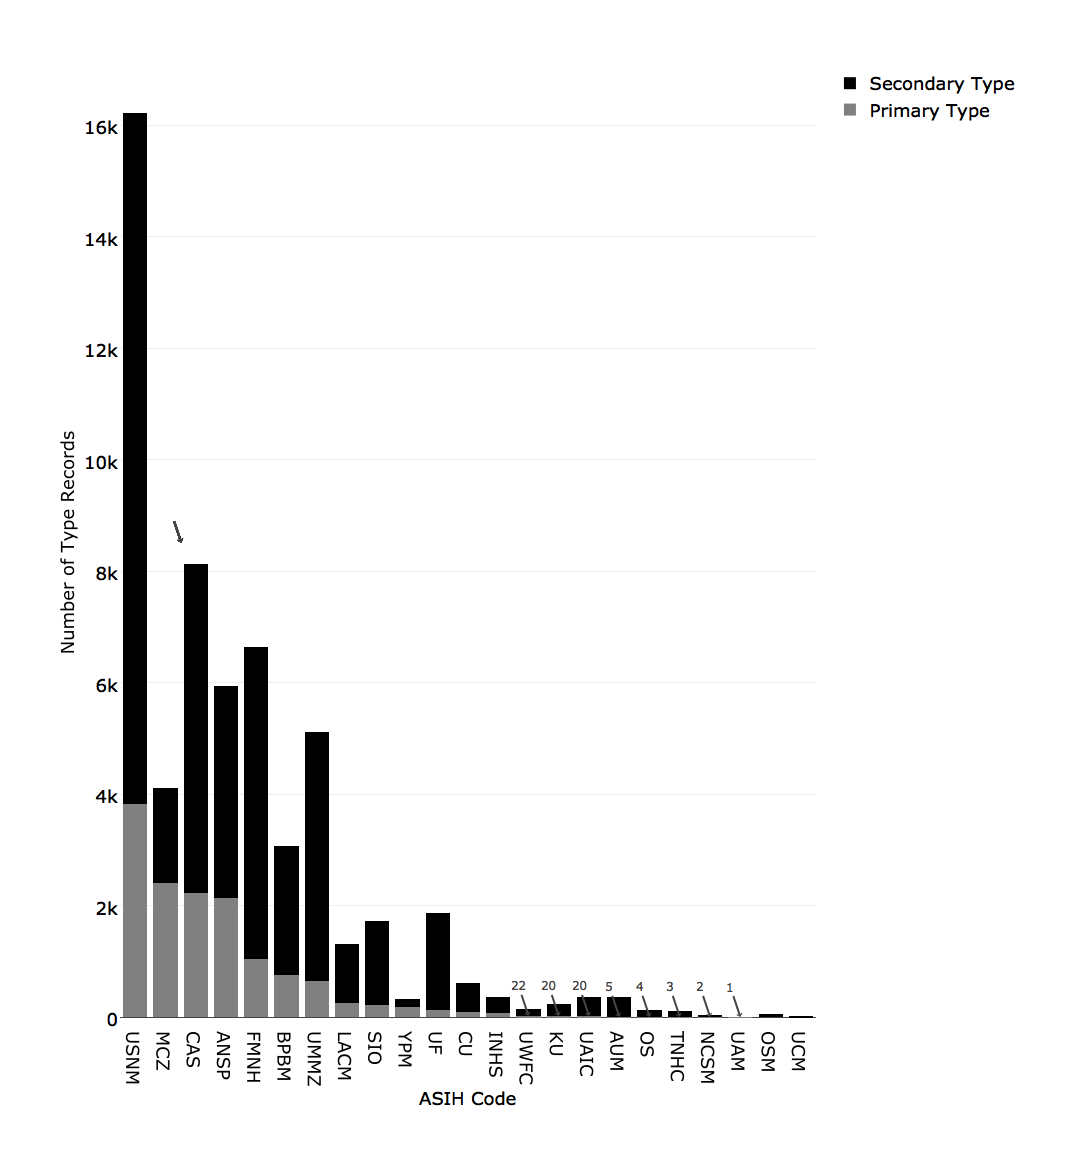 Secondary Type
Primary Type
16k
14k
12k
10k
8k
6k
4k
2k
0
Number of Type Records
22
20
20
5
4
3
2
1
USNM
MCZ
CAS
ANSP
FMNH
BPBM
UMMZ
LACM
SIO
YPM
UF
CU
INHS
UWFC
KU
UAIC
AUM
OS
TNHC
NCSM
UAM
OSM
UCM
ASIH Code